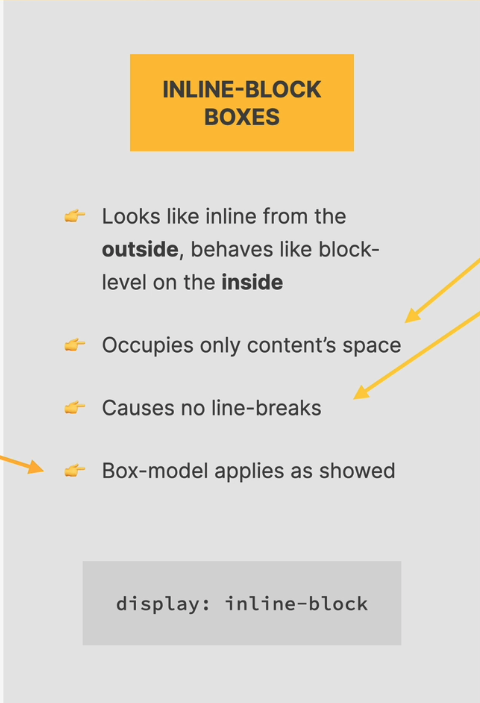 INLINE-BLOCK
BOXES
Looks like inline from the
outside, behaves like block-
level on the inside
Occupies only content’s space
Causes no line-breaks
Box-model applies as showed
display: inline-block